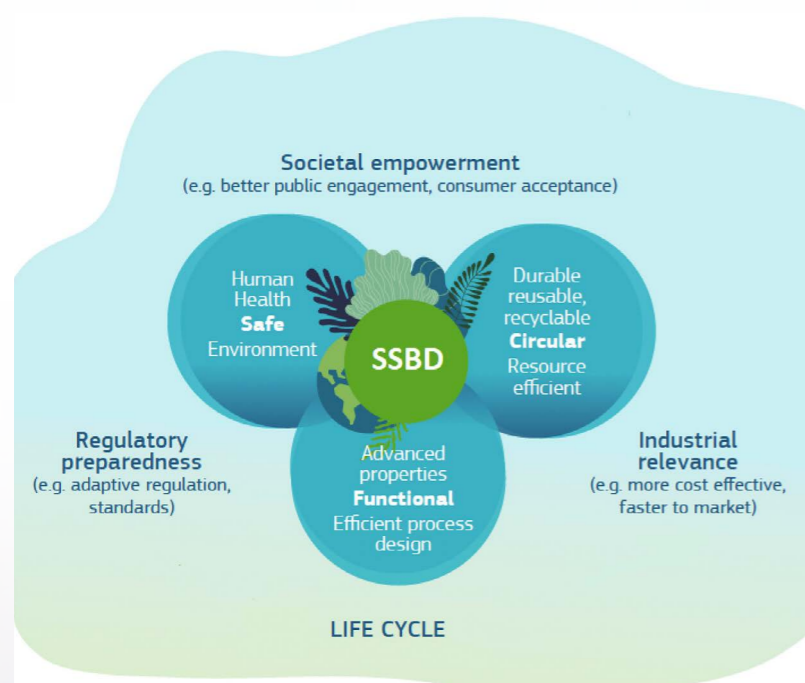 Societal empowerment
(e.g. better public engagement, consumer acceptance)
Human
Health
Safe
Environment
SSBD
Durable
reusable,
recyclable
Circular
Resource
efficient
Regulatory
preparedness
(e.g. adaptive regulation,
standards)
Advanced
properties
Functional
Efficient process
design
Industrial
relevance
(e.g. more cost effective,
faster to market)
LIFE CYCLE